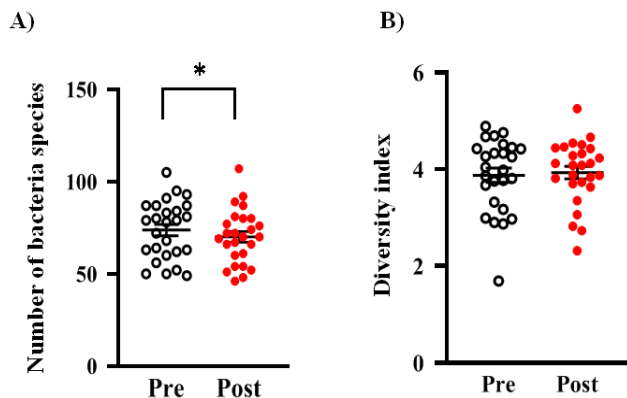 A)
Number of bacteria species
150
100
50
0
*
Pre Post
B)
Diversity index
6
4
2
0
Pre Post